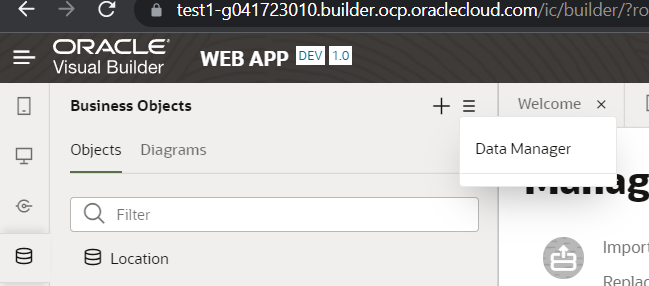 test1-g041723010.builder.ocp.oraclecloud.com/ic/builder/?ro
ORACLE
Visual Builder
WEB APP DEV 1.0
Business Objects
Welcome
Objects Diagrams
Data Manager
Manag
Filter
Location
Import
Replac